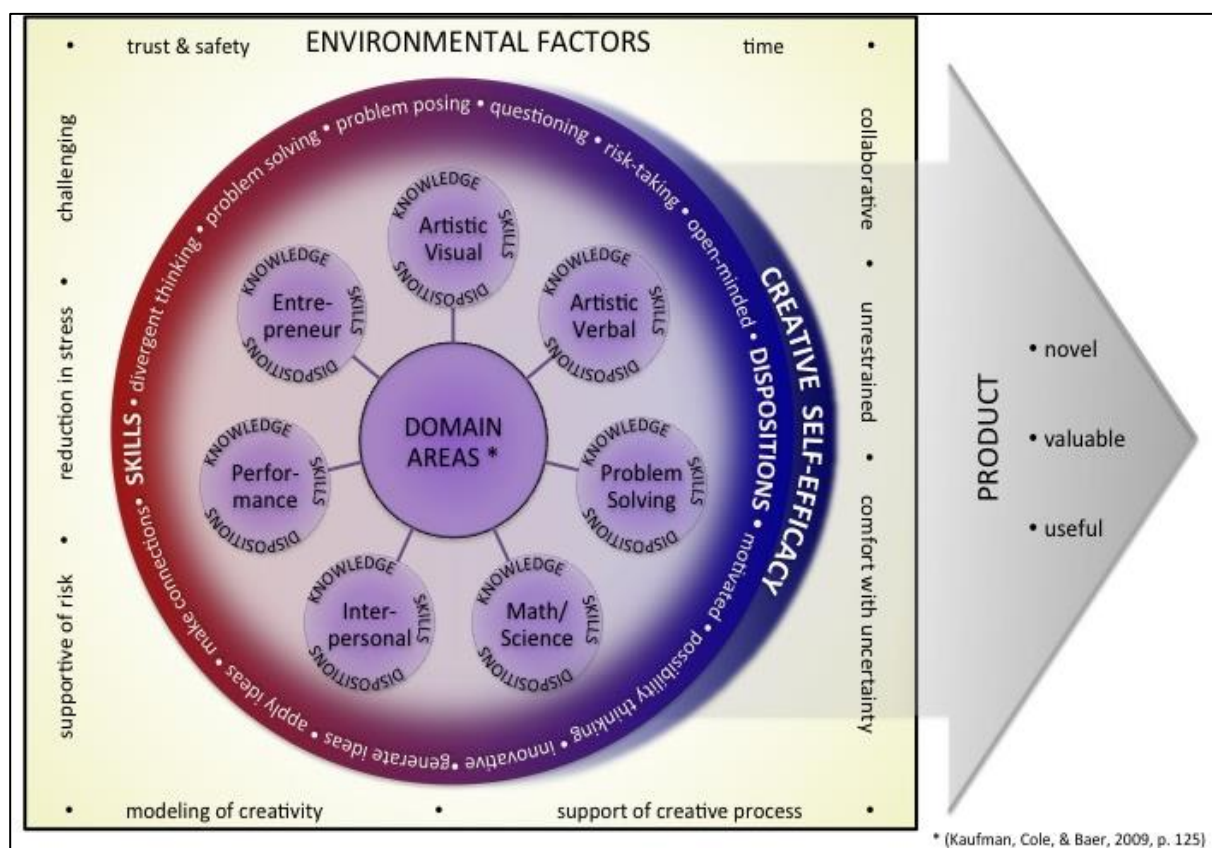 • trust & safety ENVIRONMENTAL FACTORS time •
supportive of risk • reduction in stress • challenging
collaborative • unrestrained • comfort with uncertainty
• modeling of creativity • support of creative process •
SKILLS • divergent thinking • problem solving • problem posing • questioning • risk-taking • open-minded • DISPOSITIONS • motivated • possibility thinking • innovative • generate ideas • apply ideas • make connections •
CREATIVE SELF-EFFICACY
KNOWLEDGE
SKILLS
DISPOSITIONS
Artistic
Visual
KNOWLEDGE
SKILLS
DISPOSITIONS
Artistic
Verbal
KNOWLEDGE
SKILLS
DISPOSITIONS
Problem
Solving
KNOWLEDGE
SKILLS
DISPOSITIONS
Math/
Science
KNOWLEDGE
SKILLS
DISPOSITIONS
Inter-
personal
KNOWLEDGE
SKILLS
DISPOSITIONS
Perfor-
mance
KNOWLEDGE
SKILLS
DISPOSITIONS
Entre-
preneur
DOMAIN
AREAS *
PRODUCT
• novel
• valuable
• useful
* (Kaufman, Cole, & Baer, 2009, p. 125)